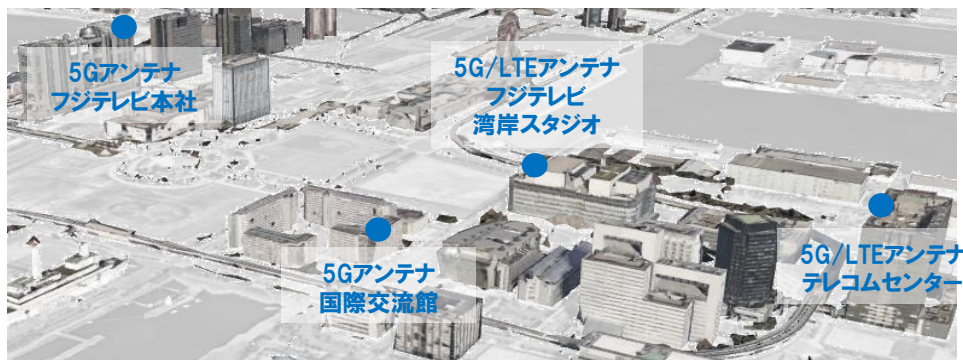 5Gアンテナ
フジテレビ本社
5G/LTEアンテナ
フジテレビ
湾岸スタジオ
5Gアンテナ
国際交流館
5G/LTEアンテナ
テレコムセンター